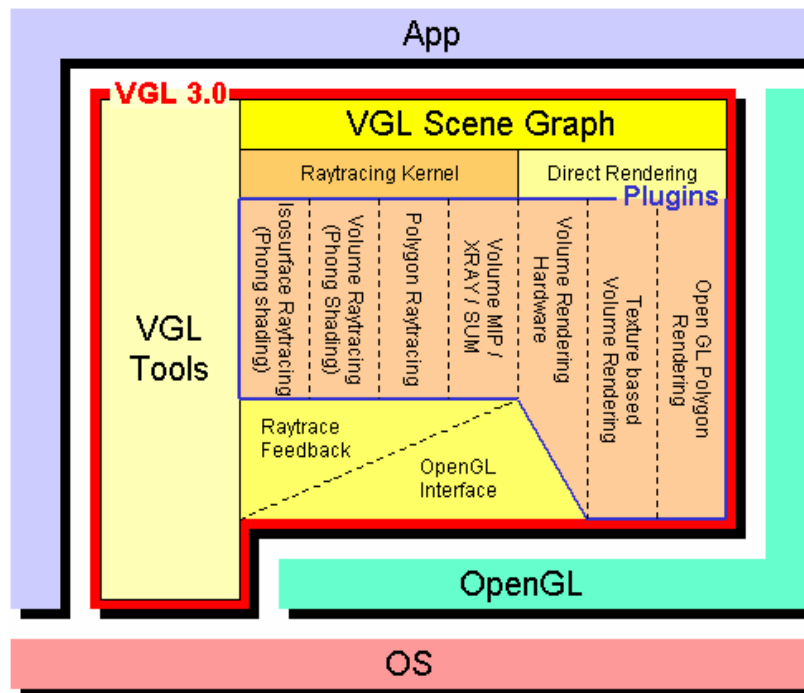 App
VGL 3.0
VGL Scene Graph
Raytracing Kernel
Direct Rendering
Plugins
VGL
Tools
Isosurface Raytracing
(Phong shading)
Volume Raytracing
(Phong Shading)
Polygon Raytracing
Volume MIP /
XRAY / SUM
Volume Rendering
Hardware
Texture based
Volume Rendering
Open GL Polygon
Rendering
Raytrace
Feedback
OpenGL
Interface
OpenGL
OS